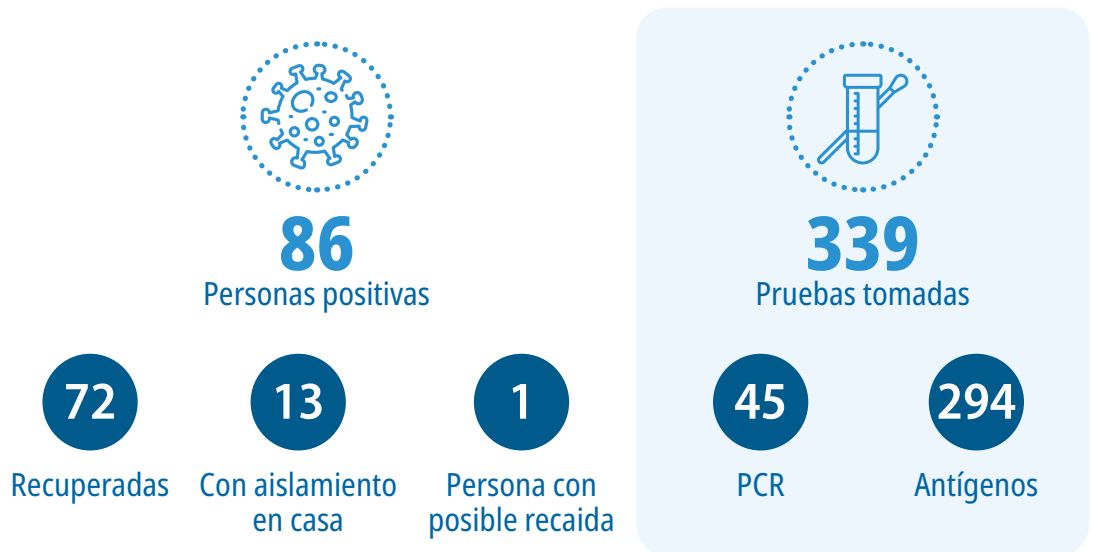 86
Personas positivas
72
Recuperadas
13
Con aislamiento
en casa
1
Persona con
posible recaida
339
Pruebas tomadas
45
PCR
294
Antígenos